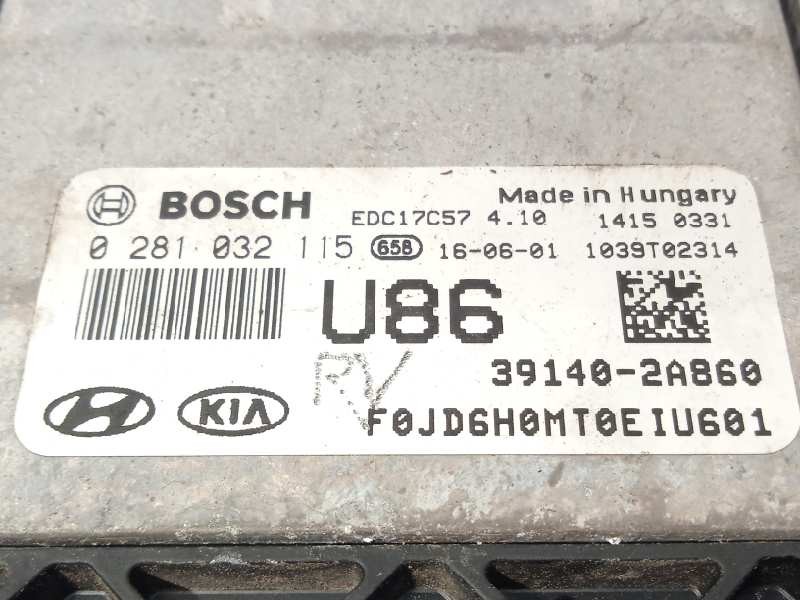 BOSCH EDC17C57 4.10 Made in Hungary
1415 0331
0 281 032 115 658 16-06-01 1039T02314
U86
39140-2A860
RV
KIA
F0JD6H0MT0EIU601